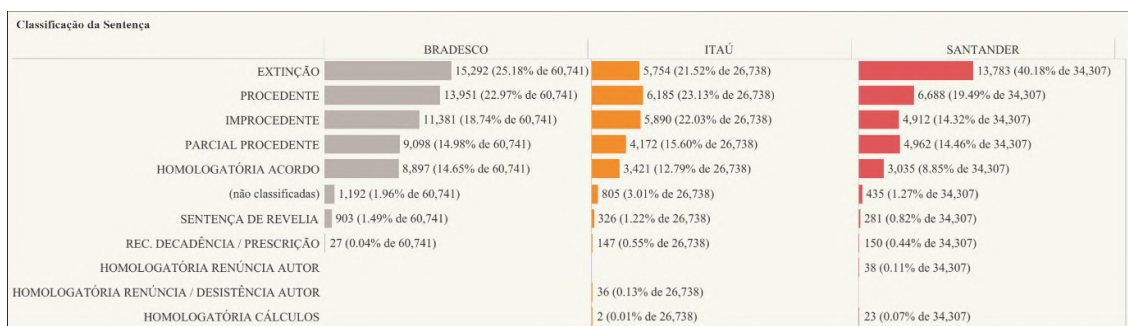 Classificação da Sentença
BRADESCO ITAÚ SANTANDER
EXTINÇÃO 15,292 (25.18% de 60,741) 5,754 (21.52% de 26,738) 13,783 (40.18% de 34,307)
PROCEDENTE 13,951 (22.97% de 60,741) 6,185 (23.13% de 26,738) 6,688 (19.49% de 34,307)
IMPROCEDENTE 11,381 (18.74% de 60,741) 5,890 (22.03% de 26,738) 4,912 (14.32% de 34,307)
PARCIAL PROCEDENTE 9,098 (14.98% de 60,741) 4,172 (15.60% de 26,738) 4,962 (14.46% de 34,307)
HOMOLOGATÓRIA ACORDO 8,897 (14.65% de 60,741) 3,421 (12.79% de 26,738) 3,035 (8.85% de 34,307)
(não classificadas) 1,192 (1.96% de 60,741) 805 (3.01% de 26,738) 435 (1.27% de 34,307)
SENTENÇA DE REVELIA 903 (1.49% de 60,741) 326 (1.22% de 26,738) 281 (0.82% de 34,307)
REC. DECADÊNCIA / PRESCRIÇÃO 27 (0.04% de 60,741) 147 (0.55% de 26,738) 150 (0.44% de 34,307)
HOMOLOGATÓRIA RENÚNCIA AUTOR 38 (0.11% de 34,307)
HOMOLOGATÓRIA RENÚNCIA / DESISTÊNCIA AUTOR 36 (0.13% de 26,738)
HOMOLOGATÓRIA CÁLCULOS 2 (0.01% de 26,738) 23 (0.07% de 34,307)